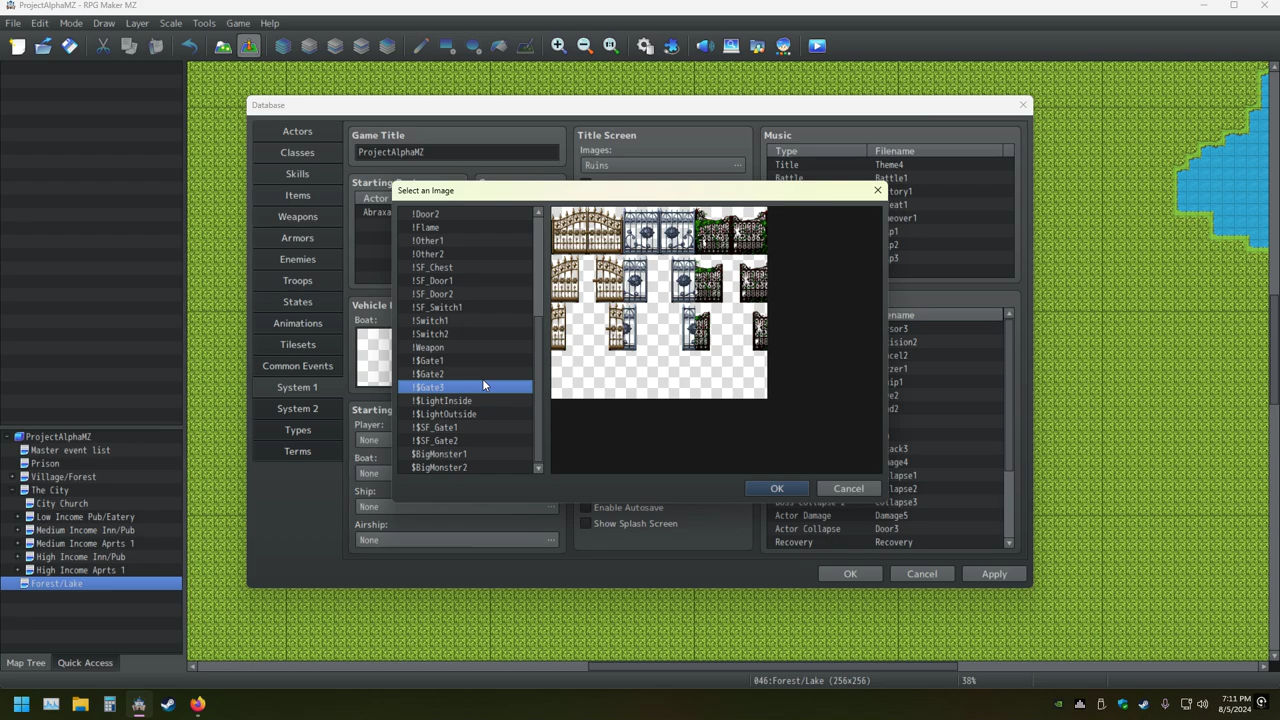 ProjectAlphaMZ - RPG Maker MZ
File Edit Mode Draw Layer Scale Tools Game Help
Database
Actors
Classes
Skills
Items
Weapons
Armors
Enemies
Troops
States
Animations
Tilesets
Common Events
System 1
System 2
Types
Terms
Game Title
ProjectAlphaMZ
Title Screen
Images:
Ruins
Music
Type Filename
Title Theme4
Battle Battle1
Select an Image
!Door2
!Flame
!Other1
!Other2
!SF_Chest
!SF_Door1
!SF_Door2
!SF_Switch1
!Switch1
!Switch2
!Weapon
!$Gate1
!$Gate2
!$Gate3
!$LightInside
!$LightOutside
!$SF_Gate1
!$SF_Gate2
$BigMonster1
$BigMonster2
OK Cancel
Actor
Boat:
Player:
None
Boat:
None
Ship:
None
Airship:
None
Enable Autosave
Show Splash Screen
Actor Damage Damage5
Actor Collapse Door3
Recovery Recovery
OK Cancel Apply
ProjectAlphaMZ
Master event list
Prison
Village/Forest
The City
City Church
Low Income Pub/Eatery
Medium Income Inn/Pub
Medium Income Aprts 1
High Income Inn/Pub
High Income Aprts 1
Forest/Lake
Map Tree Quick Access
046:Forest/Lake (256x256) 38%
7:11 PM
8/5/2024